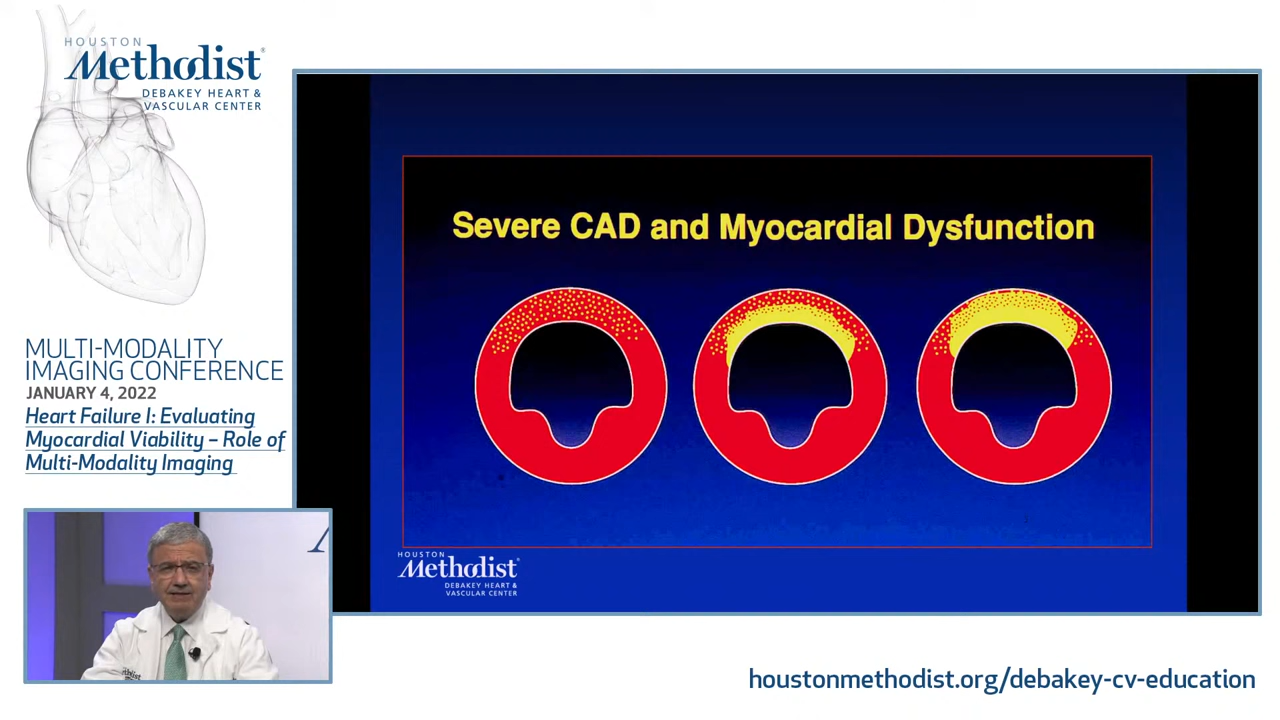 HOUSTON
Methodist®
DEBAKEY HEART &
VASCULAR CENTER
MULTI-MODALITY
IMAGING CONFERENCE
JANUARY 4, 2022
Heart Failure I: Evaluating
Myocardial Viability – Role of
Multi-Modality Imaging
Severe CAD and Myocardial Dysfunction
HOUSTON
Methodist
DEBAKEY HEART &
VASCULAR CENTER
houstonmethodist.org/debakey-cv-education